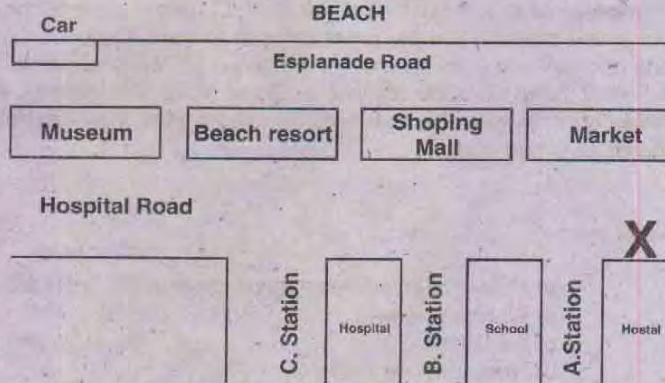 BEACH
Car
Esplanade Road
Museum
Beach resort
Shoping
Mall
Market
Hospital Road
X
C. Station
Hospital
B. Station
School
A.Station
Hostal